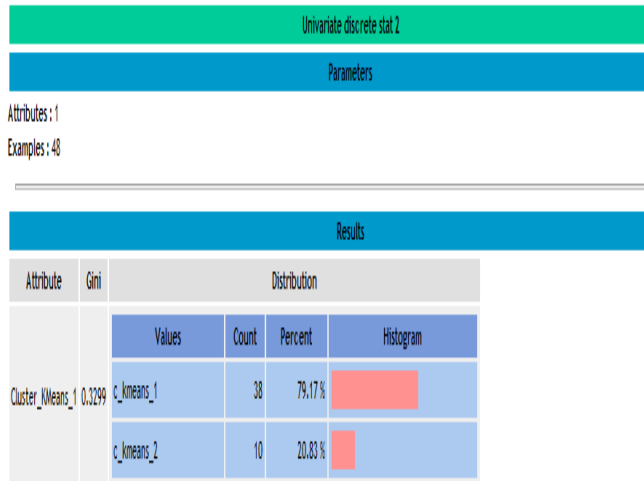 Univariate discrete stat 2
Parameters
Attributes : 1
Examples : 48
Results
Attribute Gini Distribution
Values Count Percent Histogram
Cluster_KMeans_1 0.3299
c_kmeans_1 38 79.17 %
c_kmeans_2 10 20.83 %